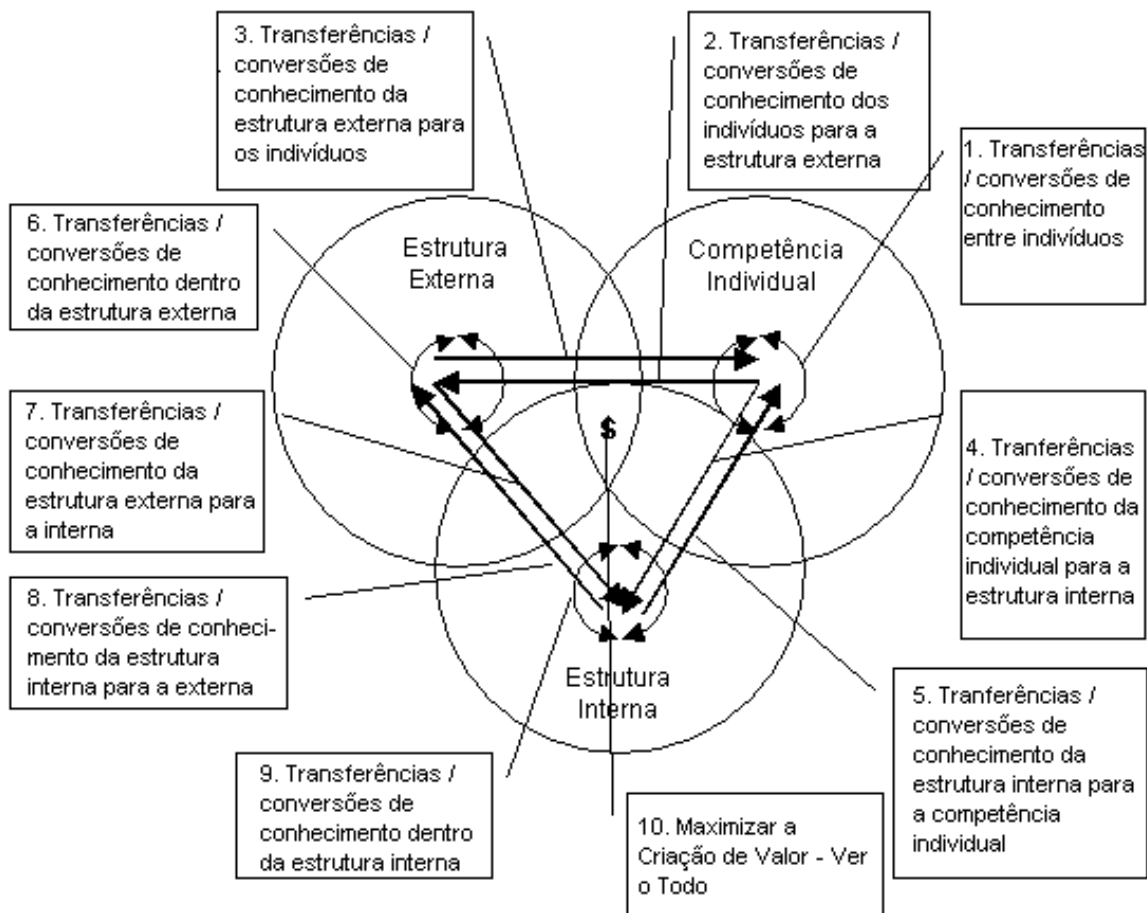 3. Transferências /
conversões de
conhecimento da
estrutura externa para
os indivíduos
2. Transferências /
conversões de
conhecimento dos
indivíduos para a
estrutura externa
1. Transferências
/ conversões de
conhecimento
entre indivíduos
6. Transferências /
conversões de
conhecimento dentro
da estrutura externa
Estrutura
Externa
Competência
Individual
7. Transferências /
conversões de
conhecimento da
estrutura externa para
a interna
$
4. Tranferências
/ conversões de
conhecimento da
competência
individual para a
estrutura interna
8. Transferências /
conversões de conheci-
mento da estrutura
interna para a externa
Estrutura
Interna
5. Tranferências /
conversões de
conhecimento da
estrutura interna para
a competência
individual
9. Transferências /
conversões de
conhecimento dentro
da estrutura interna
10. Maximizar a
Criação de Valor - Ver
o Todo